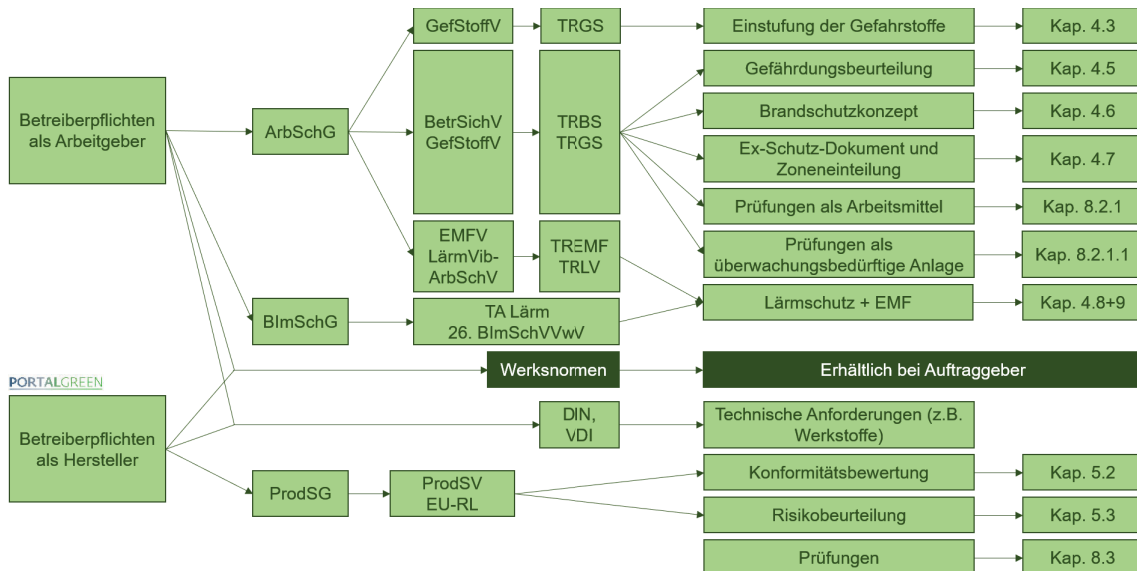 GefStoffV
TRGS
Einstufung der Gefahrstoffe
Kap. 4.3
Betreiberpflichten
als Arbeitgeber
ArbSchG
BetrSichV
GefStoffV
TRBS
TRGS
Gefährdungsbeurteilung
Kap. 4.5
Brandschutzkonzept
Kap. 4.6
Ex-Schutz-Dokument und
Zoneneinteilung
Kap. 4.7
Prüfungen als Arbeitsmittel
Kap. 8.2.1
EMFV
LärmVib-
ArbSchV
TREMF
TRLV
Prüfungen als
überwachungsbedürftige Anlage
Kap. 8.2.1.1
BImSchG
TA Lärm
26. BImSchVVwV
Lärmschutz + EMF
Kap. 4.8+9
Werksnormen
Erhältlich bei Auftraggeber
PORTALGREEN
Betreiberpflichten
als Hersteller
DIN,
VDI
Technische Anforderungen (z.B.
Werkstoffe)
ProdSG
ProdSV
EU-RL
Konformitätsbewertung
Kap. 5.2
Risikobeurteilung
Kap. 5.3
Prüfungen
Kap. 8.3